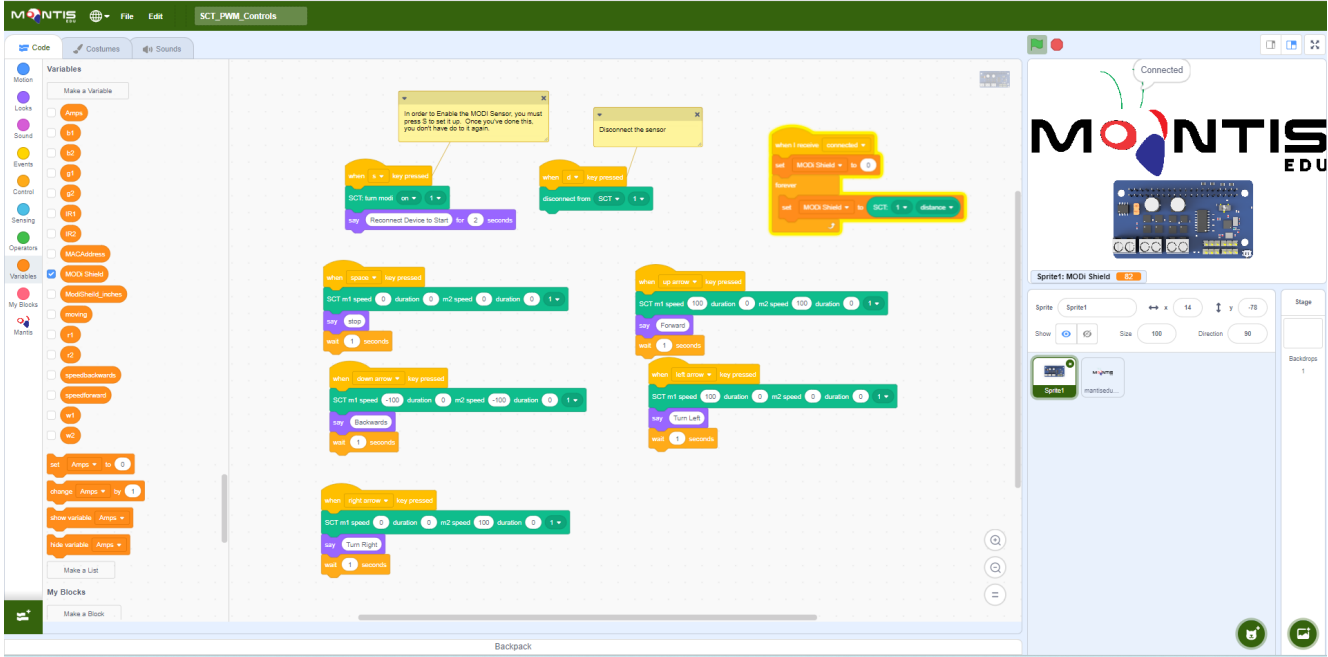 MANTIS EDU File Edit SCT_PWM_Controls
Code Costumes Sounds
Motion
Looks
Sound
Events
Control
Sensing
Operators
Variables
My Blocks
Mantis
Variables
Make a Variable
Amps
b1
b2
g1
g2
IR1
IR2
MACAddress
MODi Shield
ModiSheild_inches
moving
r1
r2
speedbackwards
speedforward
w1
w2
set Amps to 0
change Amps by 1
show variable Amps
hide variable Amps
Make a List
My Blocks
Make a Block
In order to Enable the MODI Sensor, you must
press S to set it up. Once you've done this,
you don't have do to it again.
when s key pressed
SCT: turn modi on 1
say Reconnect Device to Start for 2 seconds
Disconnect the sensor
when d key pressed
disconnect from SCT 1
when I receive connected
set MODi Shield to 0
forever
set MODi Shield to SCT: 1 distance
when space key pressed
SCT m1 speed 0 duration 0 m2 speed 0 duration 0 1
say stop
wait 1 seconds
when up arrow key pressed
SCT m1 speed 100 duration 0 m2 speed 100 duration 0 1
say Forward
wait 1 seconds
when down arrow key pressed
SCT m1 speed -100 duration 0 m2 speed -100 duration 0 1
say Backwards
wait 1 seconds
when left arrow key pressed
SCT m1 speed 100 duration 0 m2 speed 0 duration 0 1
say Turn Left
wait 1 seconds
when right arrow key pressed
SCT m1 speed 0 duration 0 m2 speed 100 duration 0 1
say Turn Right
wait 1 seconds
Backpack
Connected
MANTIS
EDU
Sprite1: MODi Shield 82
Sprite Sprite1 x 14 y -78
Show Size 100 Direction 90
Sprite1
mantisedu...
Stage
Backdrops
1